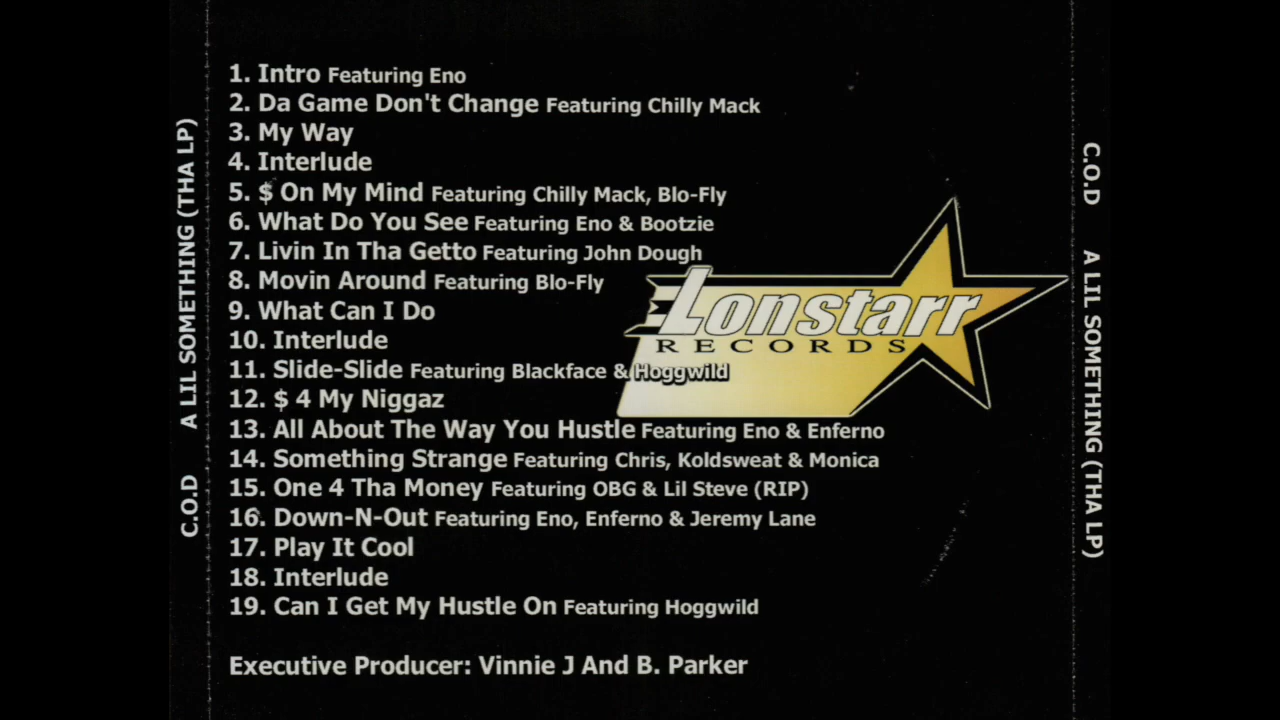 1. Intro Featuring Eno
2. Da Game Don't Change Featuring Chilly Mack
3. My Way
4. Interlude
5. $ On My Mind Featuring Chilly Mack, Blo-Fly
6. What Do You See Featuring Eno & Bootzie
7. Livin In Tha Getto Featuring John Dough
8. Movin Around Featuring Blo-Fly
9. What Can I Do
10. Interlude
11. Slide-Slide Featuring Blackface & Hoggwild
12. $ 4 My Niggaz
13. All About The Way You Hustle Featuring Eno & Enferno
14. Something Strange Featuring Chris, Koldsweat & Monica
15. One 4 Tha Money Featuring OBG & Lil Steve (RIP)
16. Down-N-Out Featuring Eno, Enferno & Jeremy Lane
17. Play It Cool
18. Interlude
19. Can I Get My Hustle On Featuring Hoggwild
Executive Producer: Vinnie J And B. Parker
Lonstarr
RECORDS
C.O.D A LIL SOMETHING (THA LP)
C.O.D A LIL SOMETHING (THA LP)